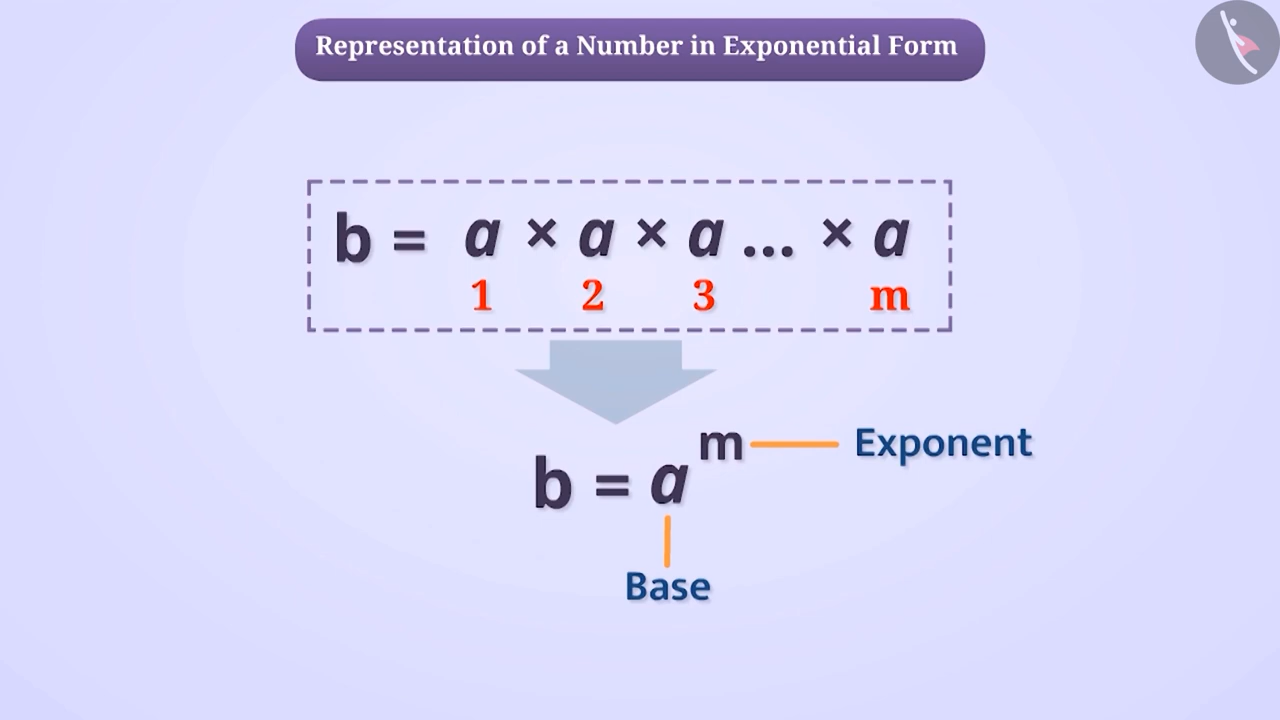 Representation of a Number in Exponential Form
b = a × a × a ... × a
1 2 3 m
b = a^m
Exponent
Base